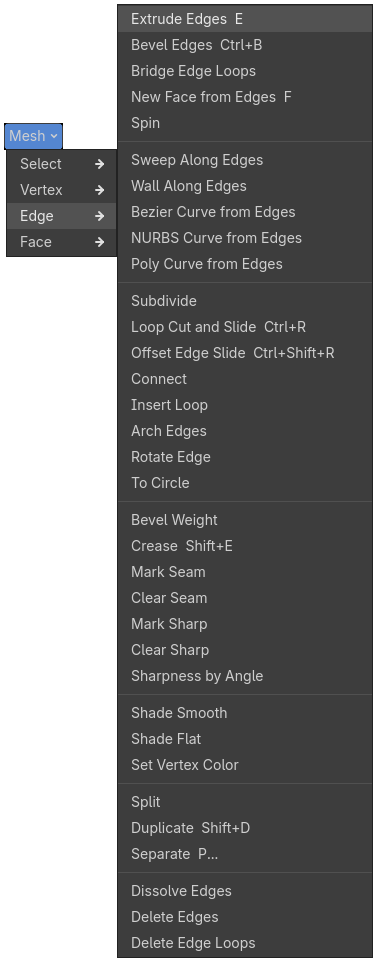 Mesh
Select
Vertex
Edge
Face
Extrude Edges  E
Bevel Edges  Ctrl+B
Bridge Edge Loops
New Face from Edges  F
Spin
Sweep Along Edges
Wall Along Edges
Bezier Curve from Edges
NURBS Curve from Edges
Poly Curve from Edges
Subdivide
Loop Cut and Slide  Ctrl+R
Offset Edge Slide  Ctrl+Shift+R
Connect
Insert Loop
Arch Edges
Rotate Edge
To Circle
Bevel Weight
Crease  Shift+E
Mark Seam
Clear Seam
Mark Sharp
Clear Sharp
Sharpness by Angle
Shade Smooth
Shade Flat
Set Vertex Color
Split
Duplicate  Shift+D
Separate  P...
Dissolve Edges
Delete Edges
Delete Edge Loops